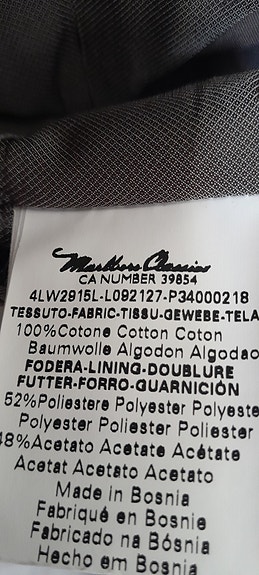 Marlboro Classics
CA NUMBER 39854
4LW2915L-L092127-P34000218
TESSUTO-FABRIC-TISSU-GEWEBE-TELA
100%Cotone Cotton Coton
Baumwolle Algodon Algodao
FODERA-LINING-DOUBLURE
FUTTER-FORRO-GUARNICIÓN
52%Poliestere Polyester Polyeste
Polyester Poliester Poliester
48%Acetato Acetate Acétate
Acetat Acetato Acetato
Made in Bosnia
Fabriqué en Bosnie
Fabricado na Bósnia
Hecho em Bosnia